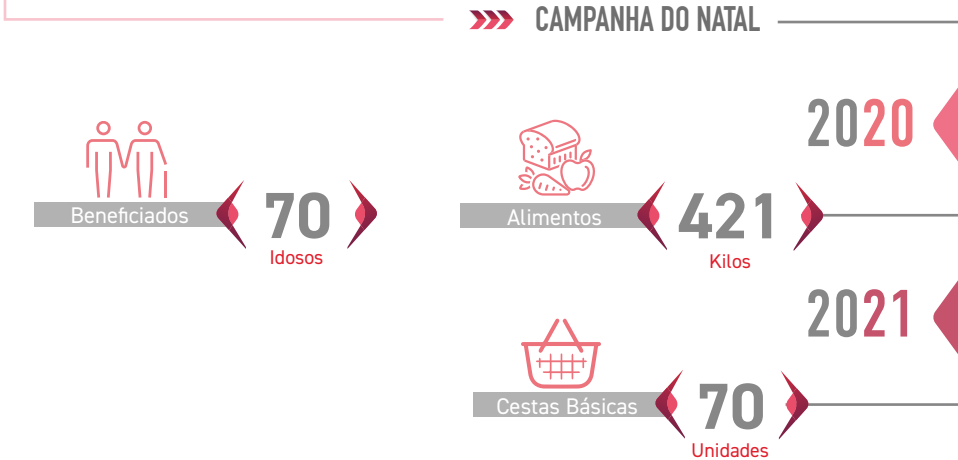 CAMPANHA DO NATAL
2020
Beneficiados
70
Idosos
Alimentos
421
Kilos
2021
Cestas Básicas
70
Unidades